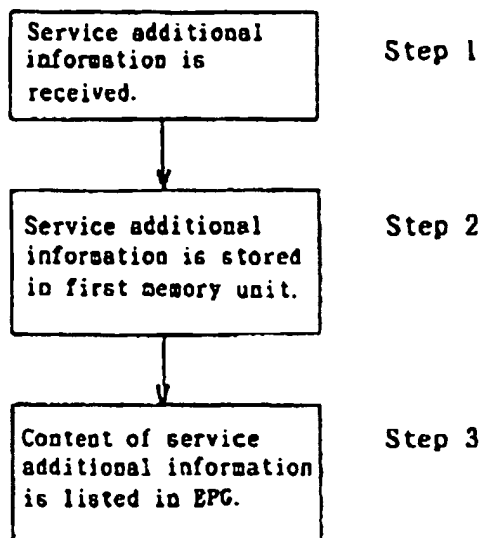 Service additional
information is
received.
Step 1
Service additional
information is stored
in first memory unit.
Step 2
Content of service
additional information
is listed in EPG.
Step 3